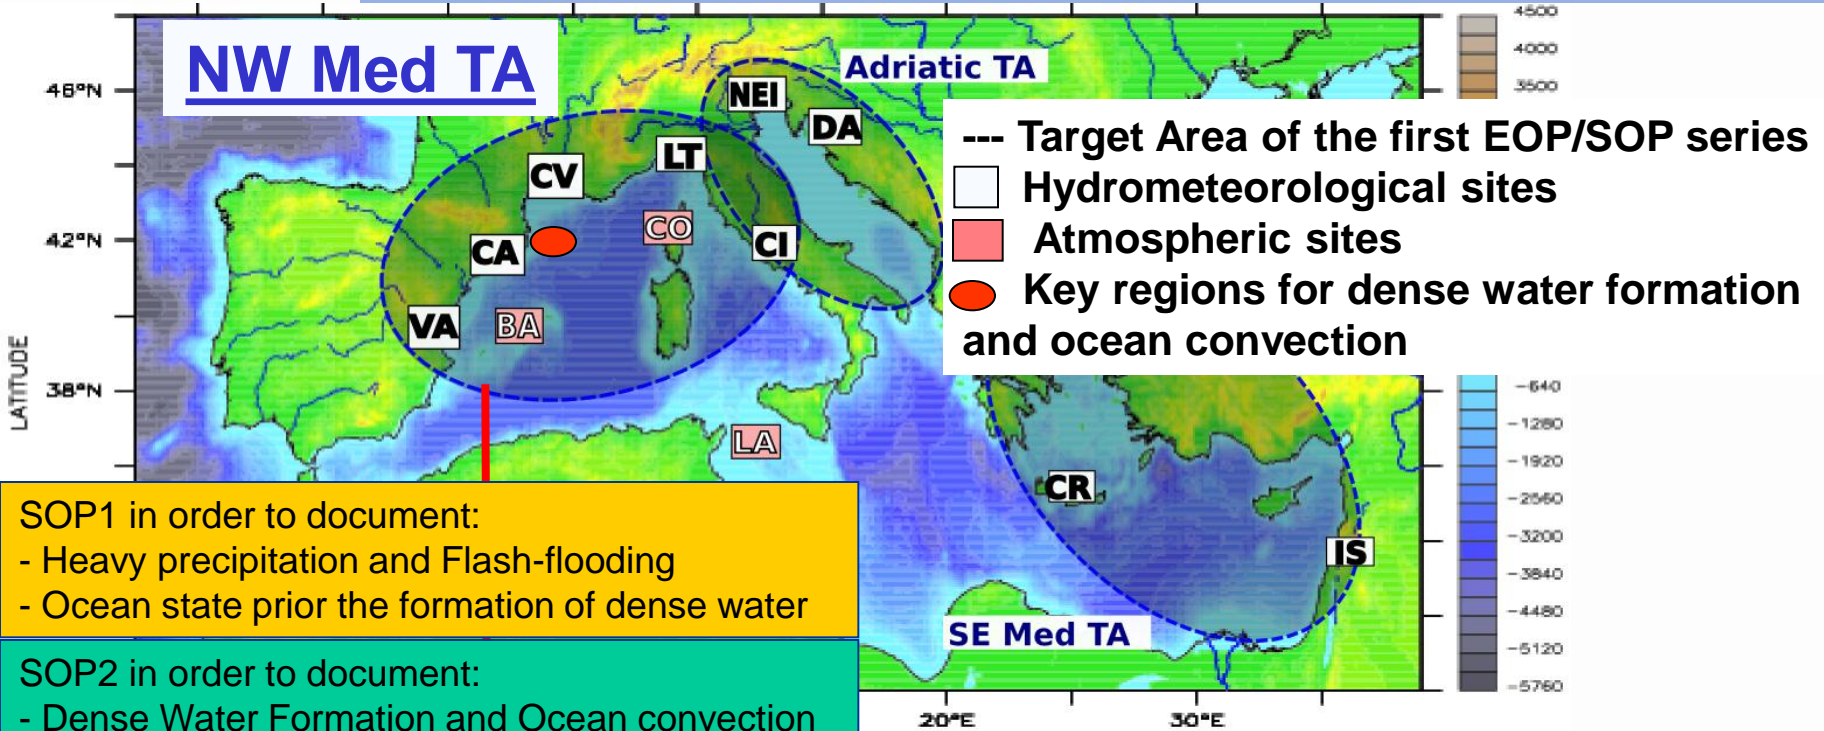 NW Med TA
Adriatic TA
NEI
DA
LT
CV
CO
CI
CA
VA
BA
LA
CR
IS
SE Med TA
--- Target Area of the first EOP/SOP series
Hydrometeorological sites
Atmospheric sites
Key regions for dense water formation
and ocean convection
SOP1 in order to document:
- Heavy precipitation and Flash-flooding
- Ocean state prior the formation of dense water
SOP2 in order to document:
- Dense Water Formation and Ocean convection
LATITUDE
46°N
42°N
38°N
20°E
30°E
4500
4000
3500
-640
-1280
-1920
-2560
-3200
-3840
-4480
-5120
-5760